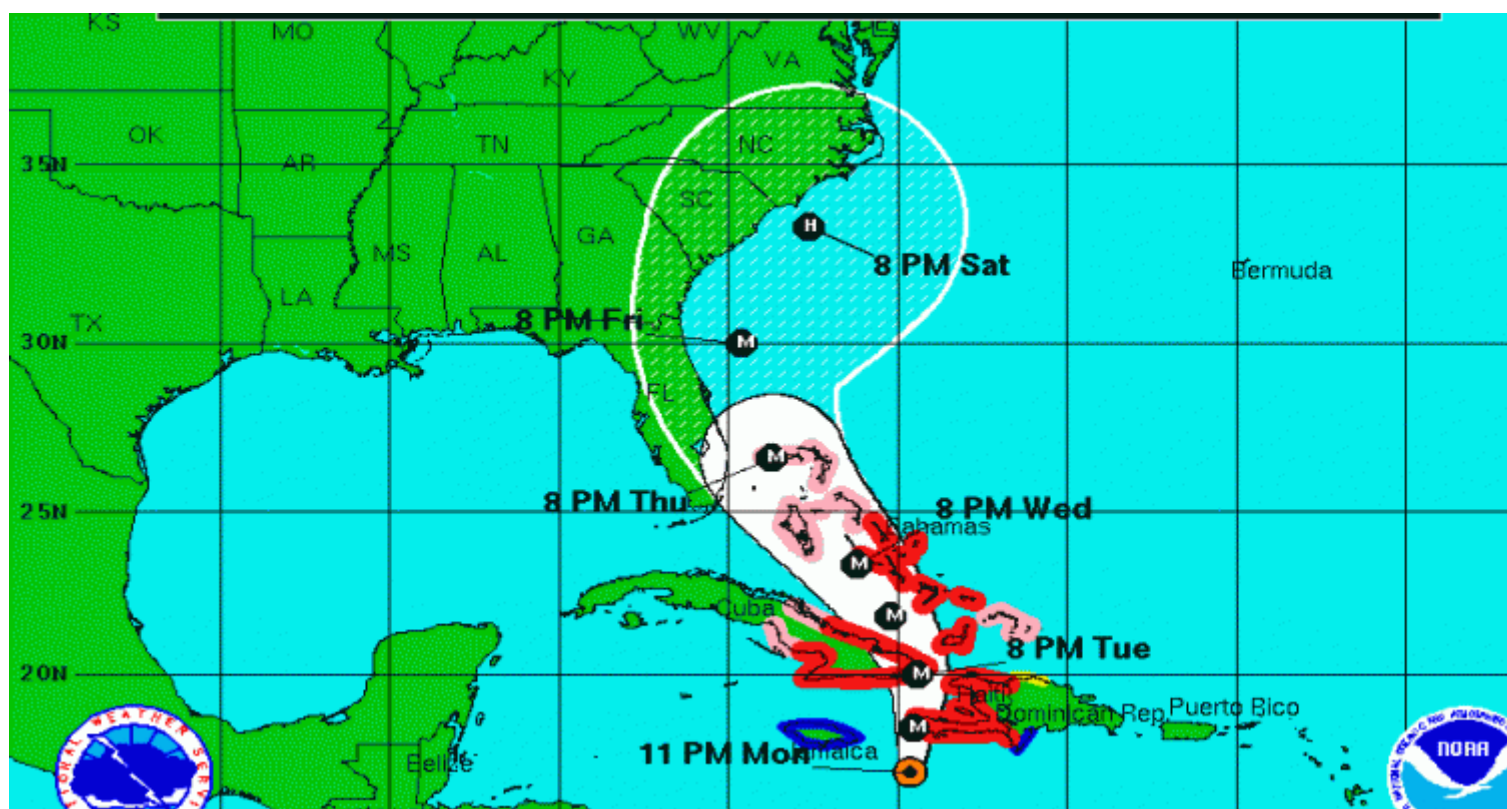 KS
MO
WV
VA
KY
OK
TN
NC
AR
35N
SC
GA
MS
AL
8 PM Sat
Bermuda
LA
TX
8 PM Fri
30N
FL
8 PM Thu
8 PM Wed
25N
Bahamas
Cuba
8 PM Tue
20N
Haiti
Dominican Rep
Puerto Rico
11 PM Mon
Jamaica
Belize
H
M
M
M
M
M
M
WEATHER
NOAA